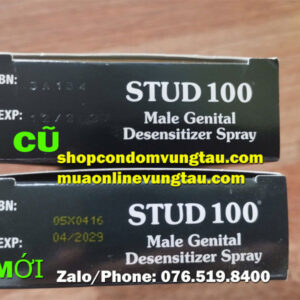 BN:
STUD 100
EXP:
Male Genital
Desensitizer Spray
CŨ
shopcondomvungtau.com
muaonlinevungtau.com
BN:
05X0416
STUD 100
EXP:
04/2029
Male Genital
Desensitizer Spray
MỚI
Zalo/Phone: 076.519.8400